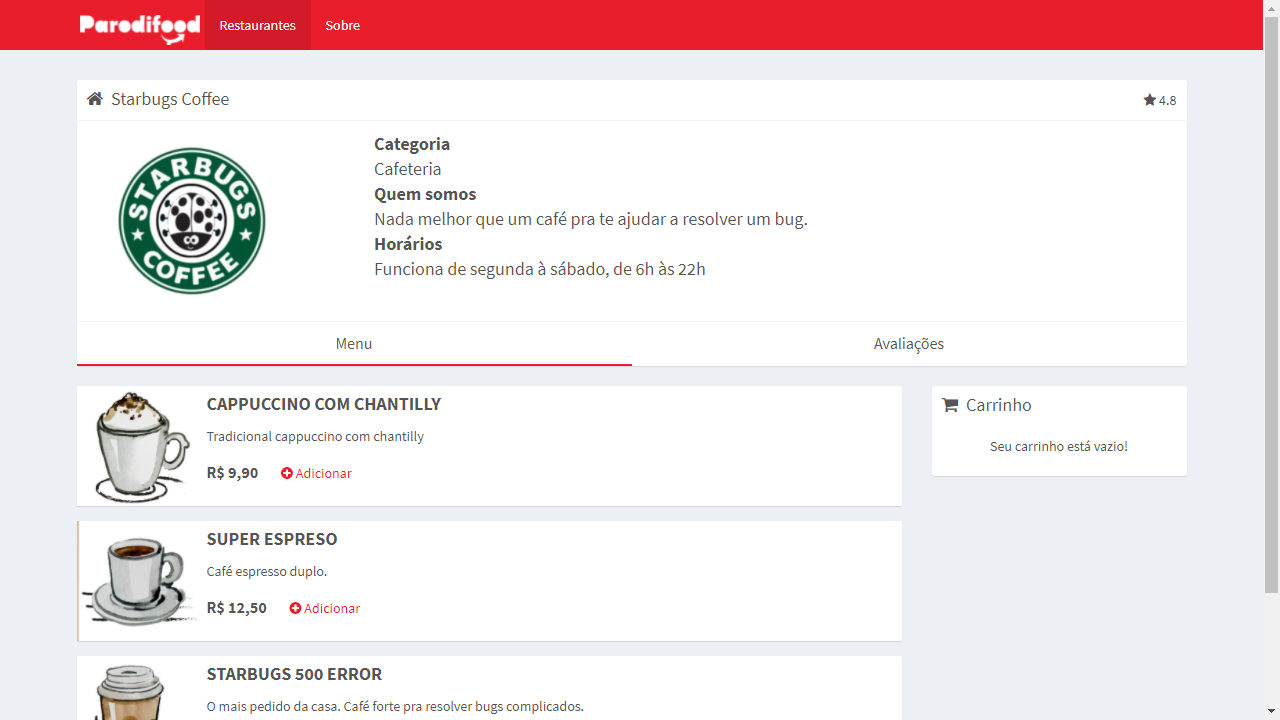 Parodifood
Restaurantes
Sobre
Starbugs Coffee
4.8
STARBUGS
COFFEE
Categoria
Cafeteria
Quem somos
Nada melhor que um café pra te ajudar a resolver um bug.
Horários
Funciona de segunda à sábado, de 6h às 22h
Menu
Avaliações
CAPPUCCINO COM CHANTILLY
Tradicional cappuccino com chantilly
R$ 9,90 Adicionar
Carrinho
Seu carrinho está vazio!
SUPER ESPRESO
Café espresso duplo.
R$ 12,50 Adicionar
STARBUGS 500 ERROR
O mais pedido da casa. Café forte pra resolver bugs complicados.